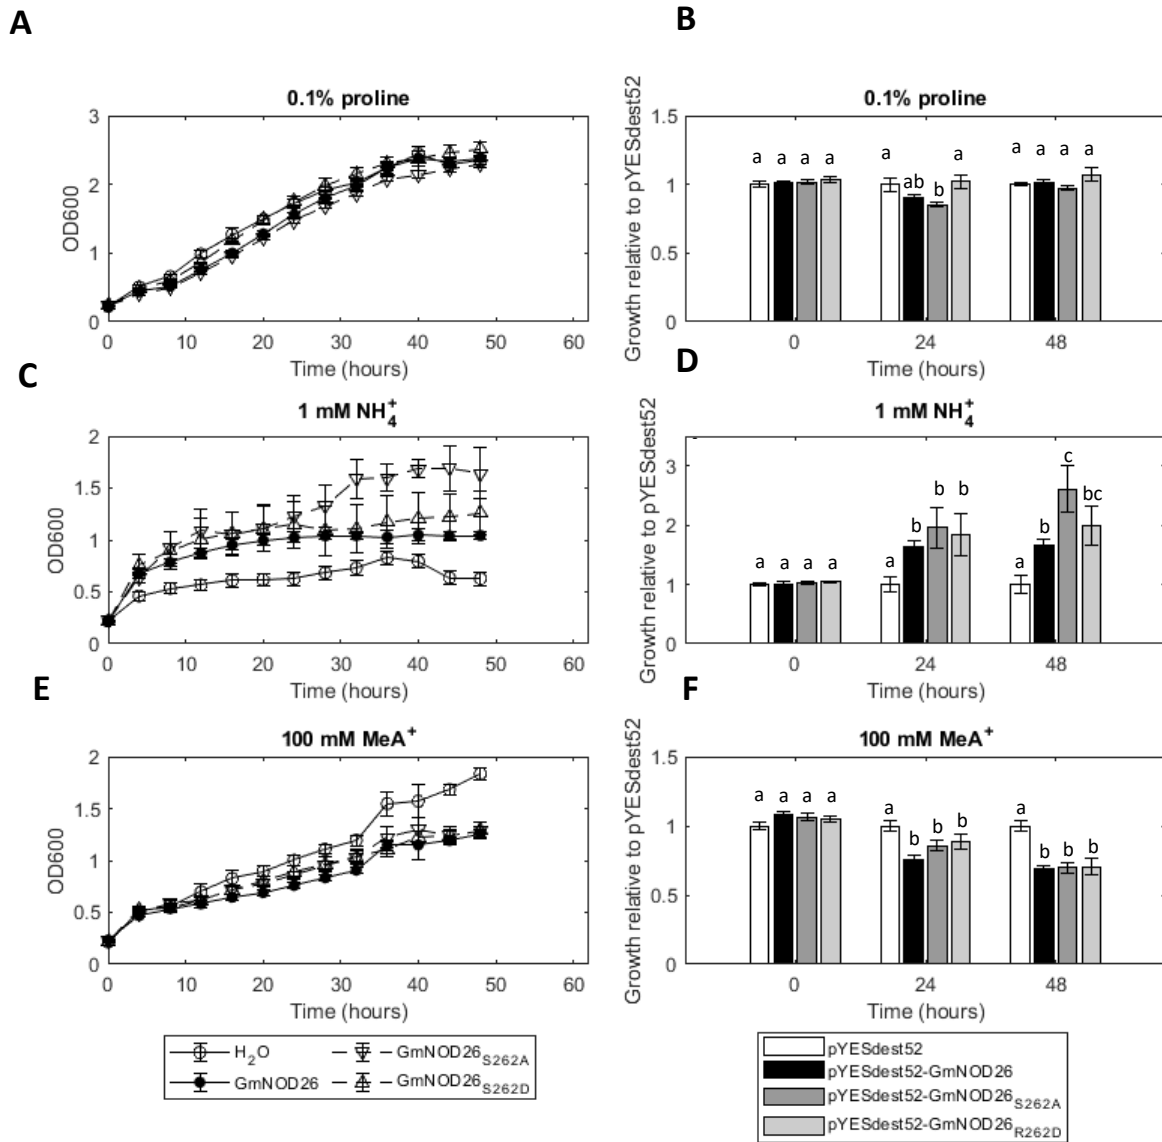 A
B
0.1% proline
OD600
3
2
1
0
0 10 20 30 40 50 60
Time (hours)
0.1% proline
Growth relative to pYESdest52
1.5
1
0.5
0
a a a a
a ab b a
a a a a
0 24 48
Time (hours)
C
D
1 mM NH4+
OD600
2
1.5
1
0.5
0
0 10 20 30 40 50 60
Time (hours)
1 mM NH4+
Growth relative to pYESdest52
3
2
1
0
a a a a
a b b b
a b c bc
0 24 48
Time (hours)
E
F
100 mM MeA+
OD600
2
1.5
1
0.5
0
0 10 20 30 40 50 60
Time (hours)
100 mM MeA+
Growth relative to pYESdest52
1.5
1
0.5
0
a a a a
a b b b
a b b b
0 24 48
Time (hours)
H2O
GmNOD26
GmNOD26S262A
GmNOD26S262D
pYESdest52
pYESdest52-GmNOD26
pYESdest52-GmNOD26S262A
pYESdest52-GmNOD26R262D